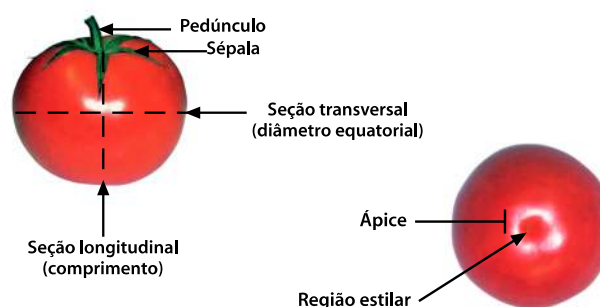 Pedúnculo
Sépala
Seção transversal
(diâmetro equatorial)
Seção longitudinal
(comprimento)
Ápice
Região estilar